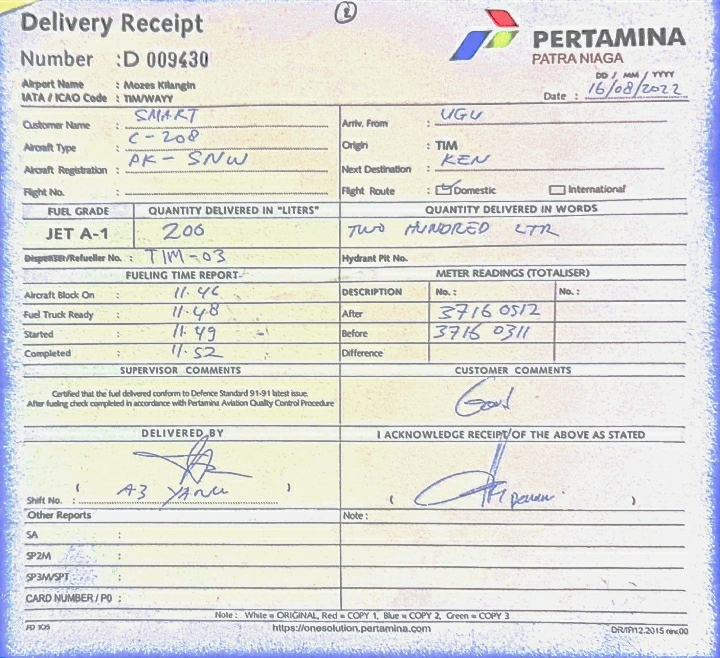 Delivery Receipt
2
PERTAMINA
PATRA NIAGA
Number : D 009430
Airport Name : Mozes Kilangin
IATA / ICAO Code : TIM/WAYY
DD / MM / YYYY
Date : 16/08/2022
Customer Name : SMART
Arriv. From : UGU
Aircraft Type : C-208
Origin : TIM
Aircraft Registration : PK - SNW
Next Destination : KEN
Flight No. :
Flight Route : Domestic International
FUEL GRADE QUANTITY DELIVERED IN "LITERS" QUANTITY DELIVERED IN WORDS
JET A-1 200 TWO HUNDRED LTR
Dispenser/Refueller No. : TIM-03 Hydrant Pit No.
FUELING TIME REPORT METER READINGS (TOTALISER)
Aircraft Block On : 11.46 DESCRIPTION No. : No. :
Fuel Truck Ready : 11.48 After 3716 0512
Started : 11.49 Before 3716 0311
Completed : 11.52 Difference
SUPERVISOR COMMENTS CUSTOMER COMMENTS
Certified that the fuel delivered conform to Defence Standard 91-91 latest issue.
After fueling check completed in accordance with Pertamina Aviation Quality Control Procedure
Good
DELIVERED BY I ACKNOWLEDGE RECEIPT OF THE ABOVE AS STATED
Shift No. : ( )
( )
Other Reports Note :
SA :
SP2M :
SP3M/SPT :
CARD NUMBER / PO :
Note : White = ORIGINAL, Red = COPY 1, Blue = COPY 2, Green = COPY 3
https://onesolution.pertamina.com
DR/IP/12.2015 rev.00